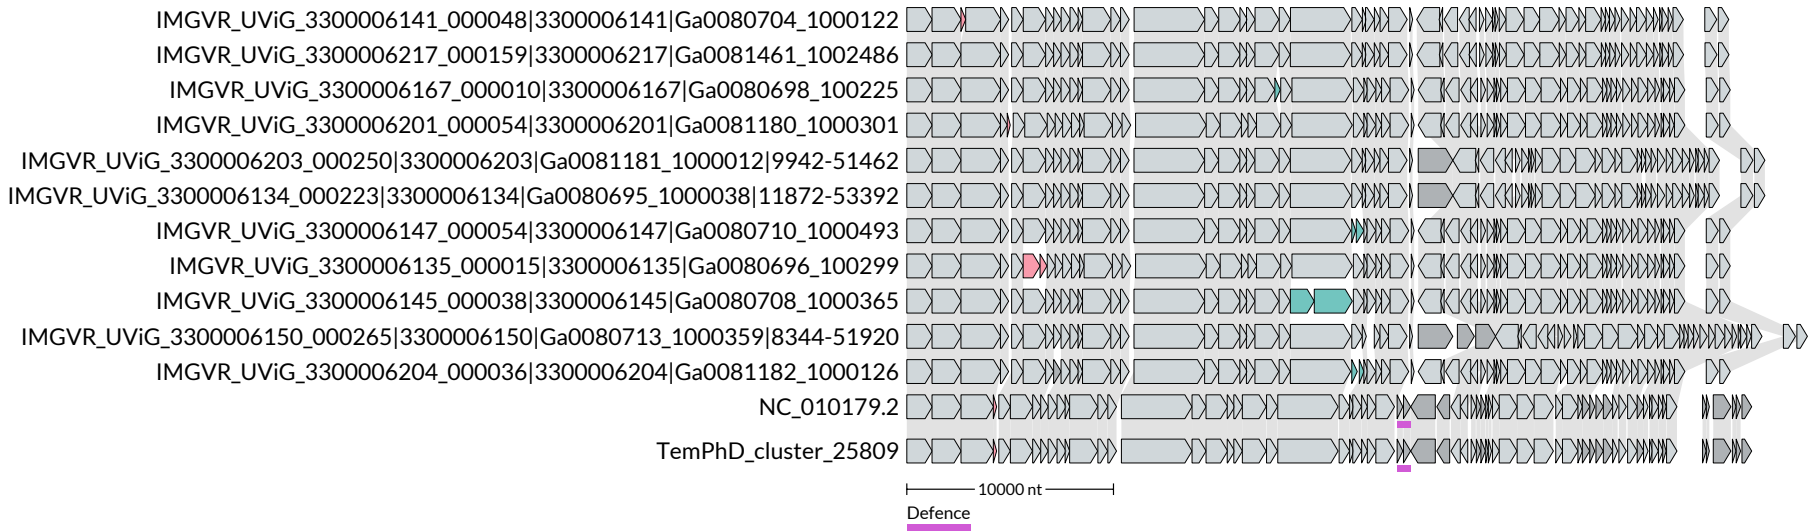 IMGVR_UViG_3300006141_000048|3300006141|Ga0080704_1000122
IMGVR_UViG_3300006217_000159|3300006217|Ga0081461_1002486
IMGVR_UViG_3300006167_000010|3300006167|Ga0080698_100225
IMGVR_UViG_3300006201_000054|3300006201|Ga0081180_1000301
IMGVR_UViG_3300006203_000250|3300006203|Ga0081181_1000012|9942-51462
IMGVR_UViG_3300006134_000223|3300006134|Ga0080695_1000038|11872-53392
IMGVR_UViG_3300006147_000054|3300006147|Ga0080710_1000493
IMGVR_UViG_3300006135_000015|3300006135|Ga0080696_100299
IMGVR_UViG_3300006145_000038|3300006145|Ga0080708_1000365
IMGVR_UViG_3300006150_000265|3300006150|Ga0080713_1000359|8344-51920
IMGVR_UViG_3300006204_000036|3300006204|Ga0081182_1000126
NC_010179.2
TemPhD_cluster_25809
10000 nt
Defence